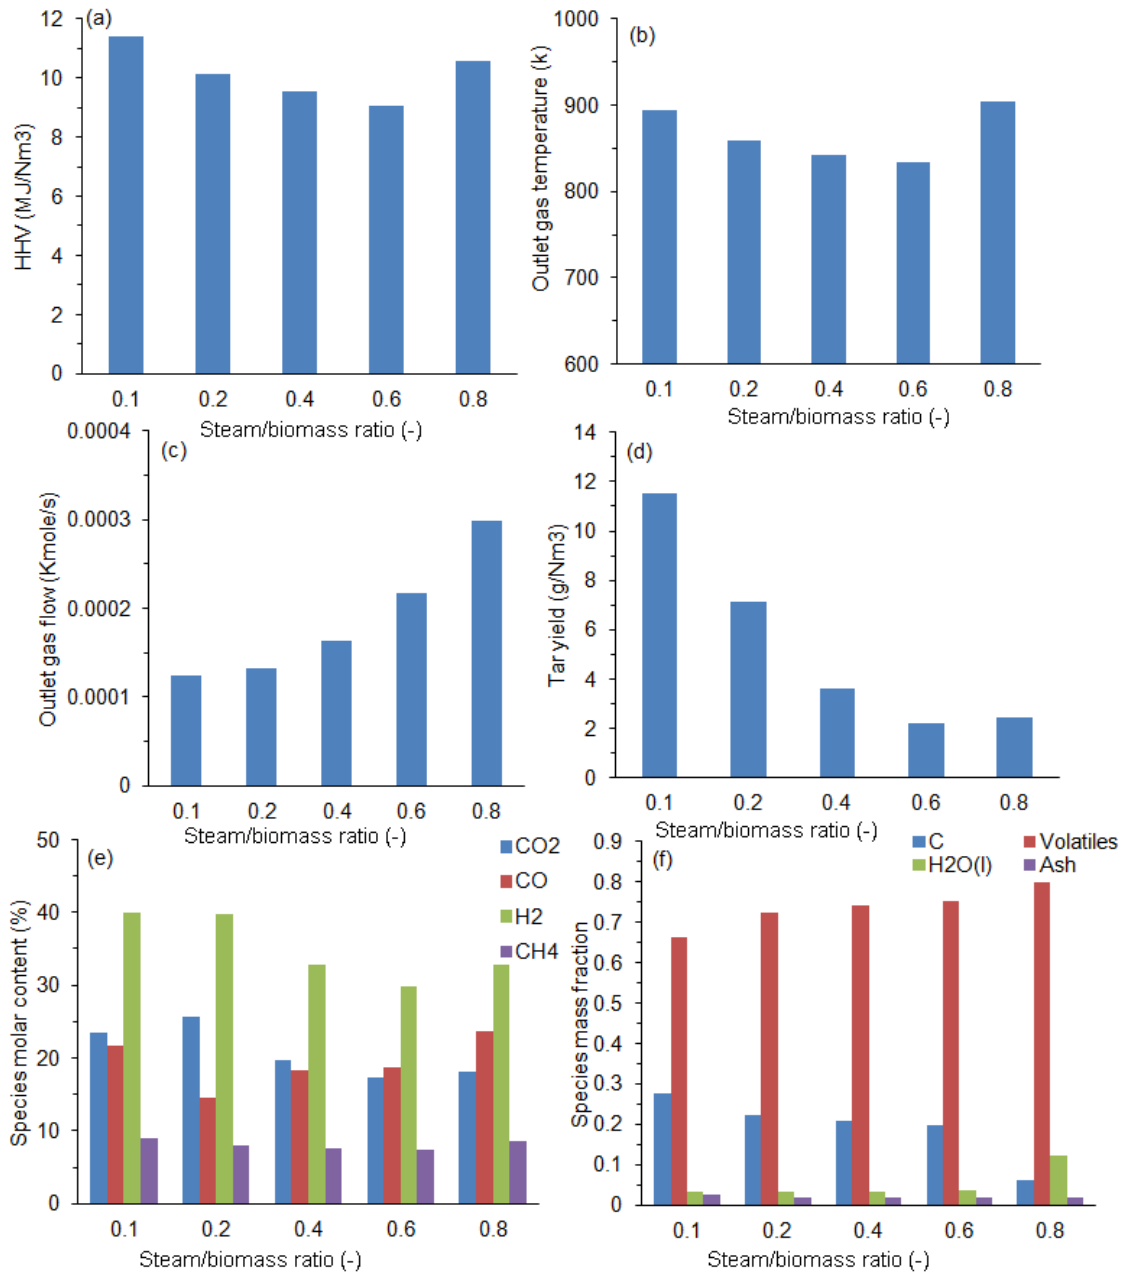 (a)
12
10
8
6
4
2
0
HHV (MJ/Nm3)
0.1 0.2 0.4 0.6 0.8
Steam/biomass ratio (-)
(b)
1000
900
800
700
600
Outlet gas temperature (k)
0.1 0.2 0.4 0.6 0.8
Steam/biomass ratio (-)
(c)
0.0004
0.0003
0.0002
0.0001
0
Outlet gas flow (Kmole/s)
0.1 0.2 0.4 0.6 0.8
Steam/biomass ratio (-)
(d)
14
12
10
8
6
4
2
0
Tar yield (g/Nm3)
0.1 0.2 0.4 0.6 0.8
Steam/biomass ratio (-)
(e)
CO2
CO
H2
CH4
50
40
30
20
10
0
Species molar content (%)
0.1 0.2 0.4 0.6 0.8
Steam/biomass ratio (-)
(f)
C Volatiles
H2O(l) Ash
0.9
0.8
0.7
0.6
0.5
0.4
0.3
0.2
0.1
0
Species mass fraction
0.1 0.2 0.4 0.6 0.8
Steam/biomass ratio (-)